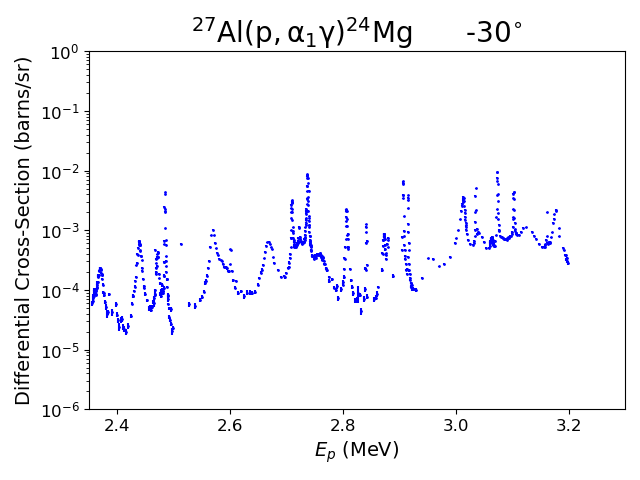 ²⁷Al(p, α₁γ)²⁴Mg -30°
Differential Cross-Section (barns/sr)
10⁰
10⁻¹
10⁻²
10⁻³
10⁻⁴
10⁻⁵
10⁻⁶
2.4 2.6 2.8 3.0 3.2
Eₚ (MeV)